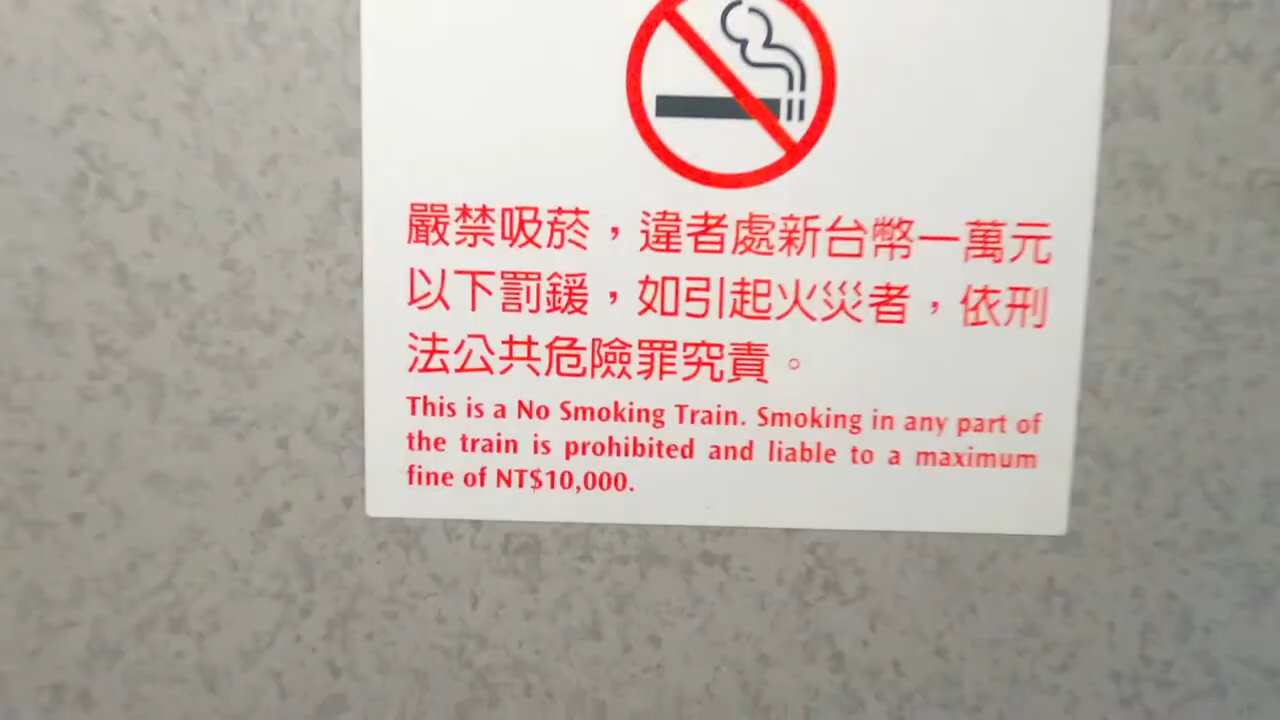 嚴禁吸菸，違者處新台幣一萬元
以下罰鍰，如引起火災者，依刑
法公共危險罪究責。
This is a No Smoking Train. Smoking in any part of
the train is prohibited and liable to a maximum
fine of NT$10,000.